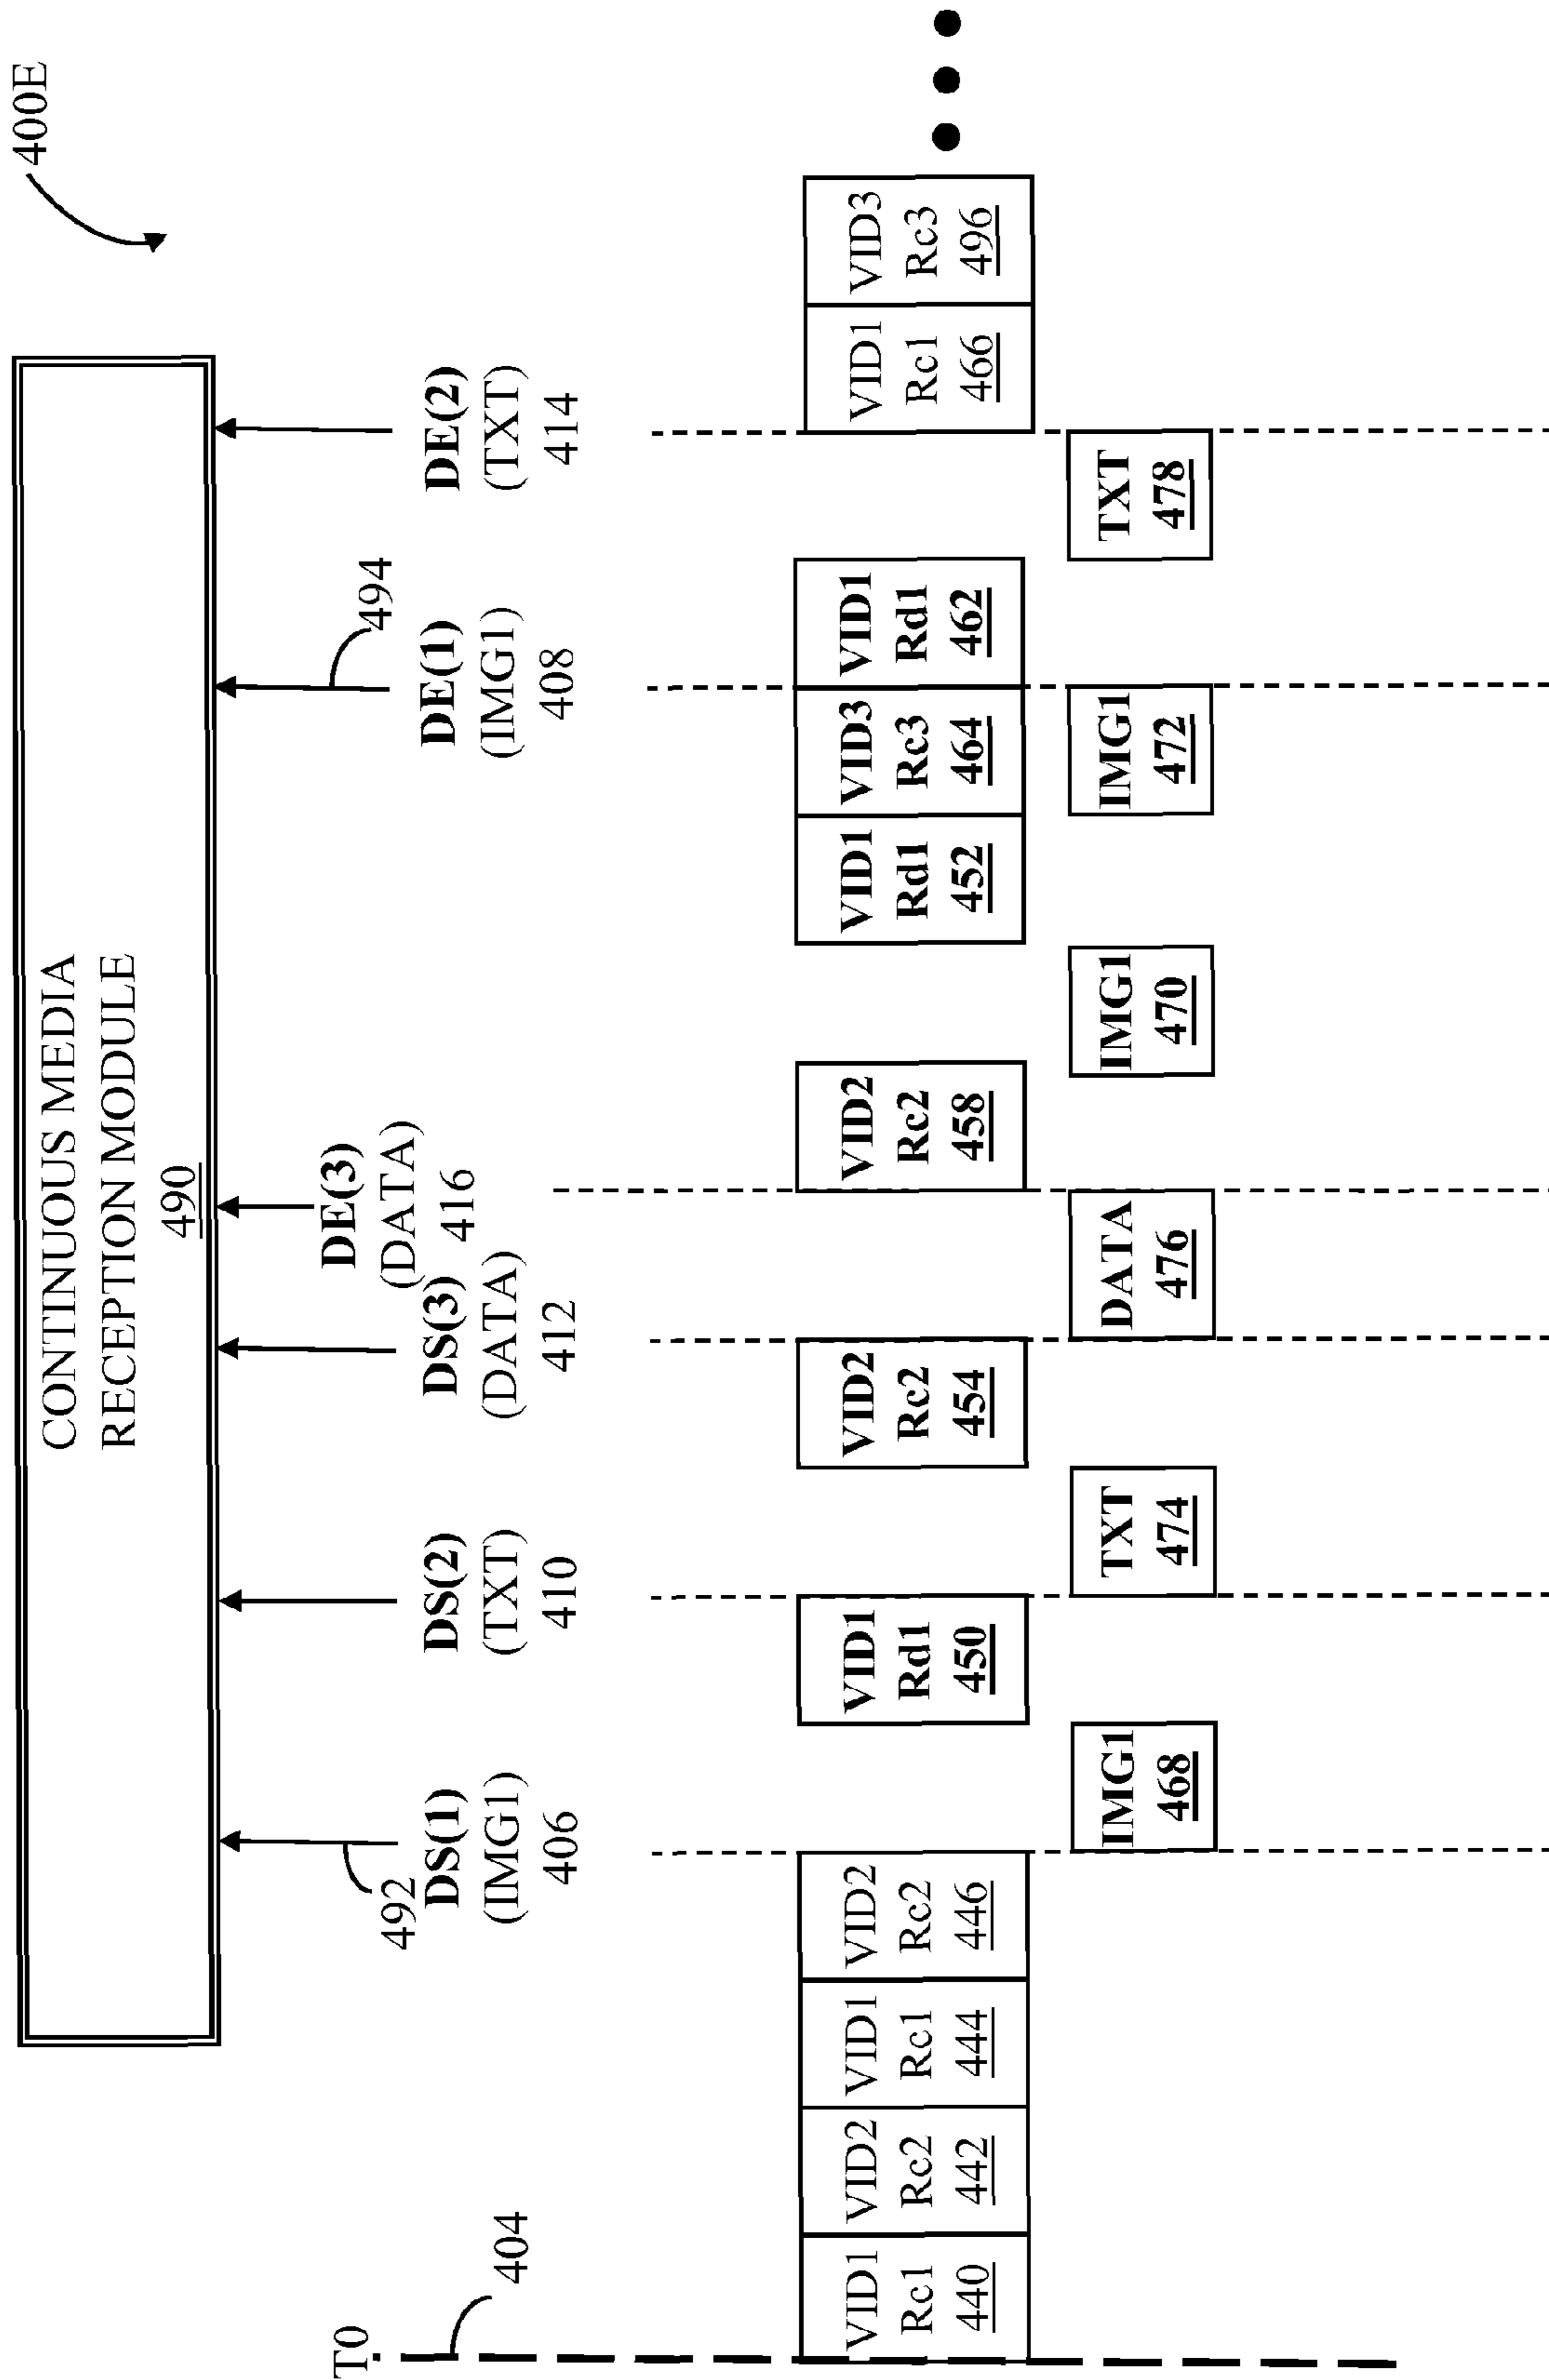 400E
CONTINUOUS MEDIA
RECEPTION MODULE
490
T0
404
492
DS(1)
(IMG1)
406
DS(2)
(TXT)
410
DS(3)
(DATA)
412
DE(3)
(DATA)
416
494
DE(1)
(IMG1)
408
DE(2)
(TXT)
414
VID1
Rc1
440
VID2
Rc2
442
VID1
Rc1
444
VID2
Rc2
446
VID1
Rd1
450
VID2
Rc2
454
VID2
Rc2
458
VID1
Rd1
452
VID3
Rc3
464
VID1
Rd1
462
VID1
Rc1
466
VID3
Rc3
496
IMG1
468
TXT
474
DATA
476
IMG1
470
IMG1
472
TXT
478